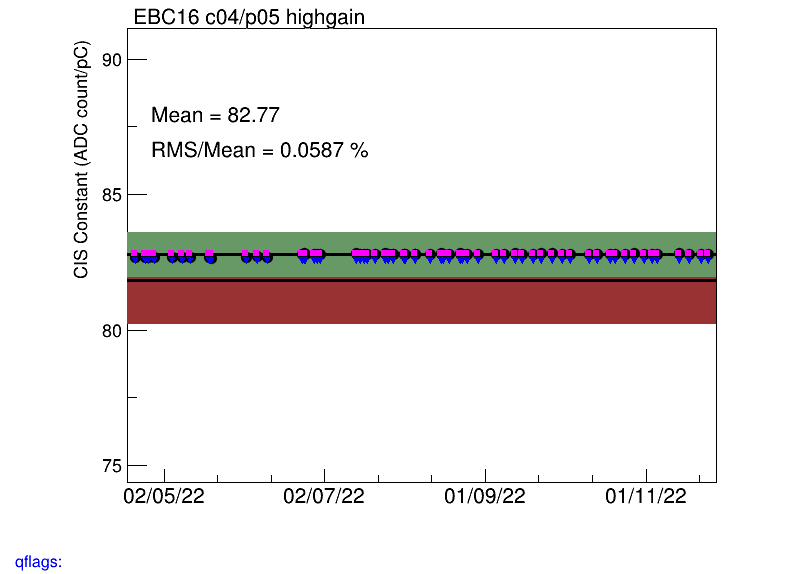 EBC16 c04/p05 highgain
CIS Constant (ADC count/pC)
90
85
80
75
Mean = 82.77
RMS/Mean = 0.0587 %
02/05/22 02/07/22 01/09/22 01/11/22
qflags: